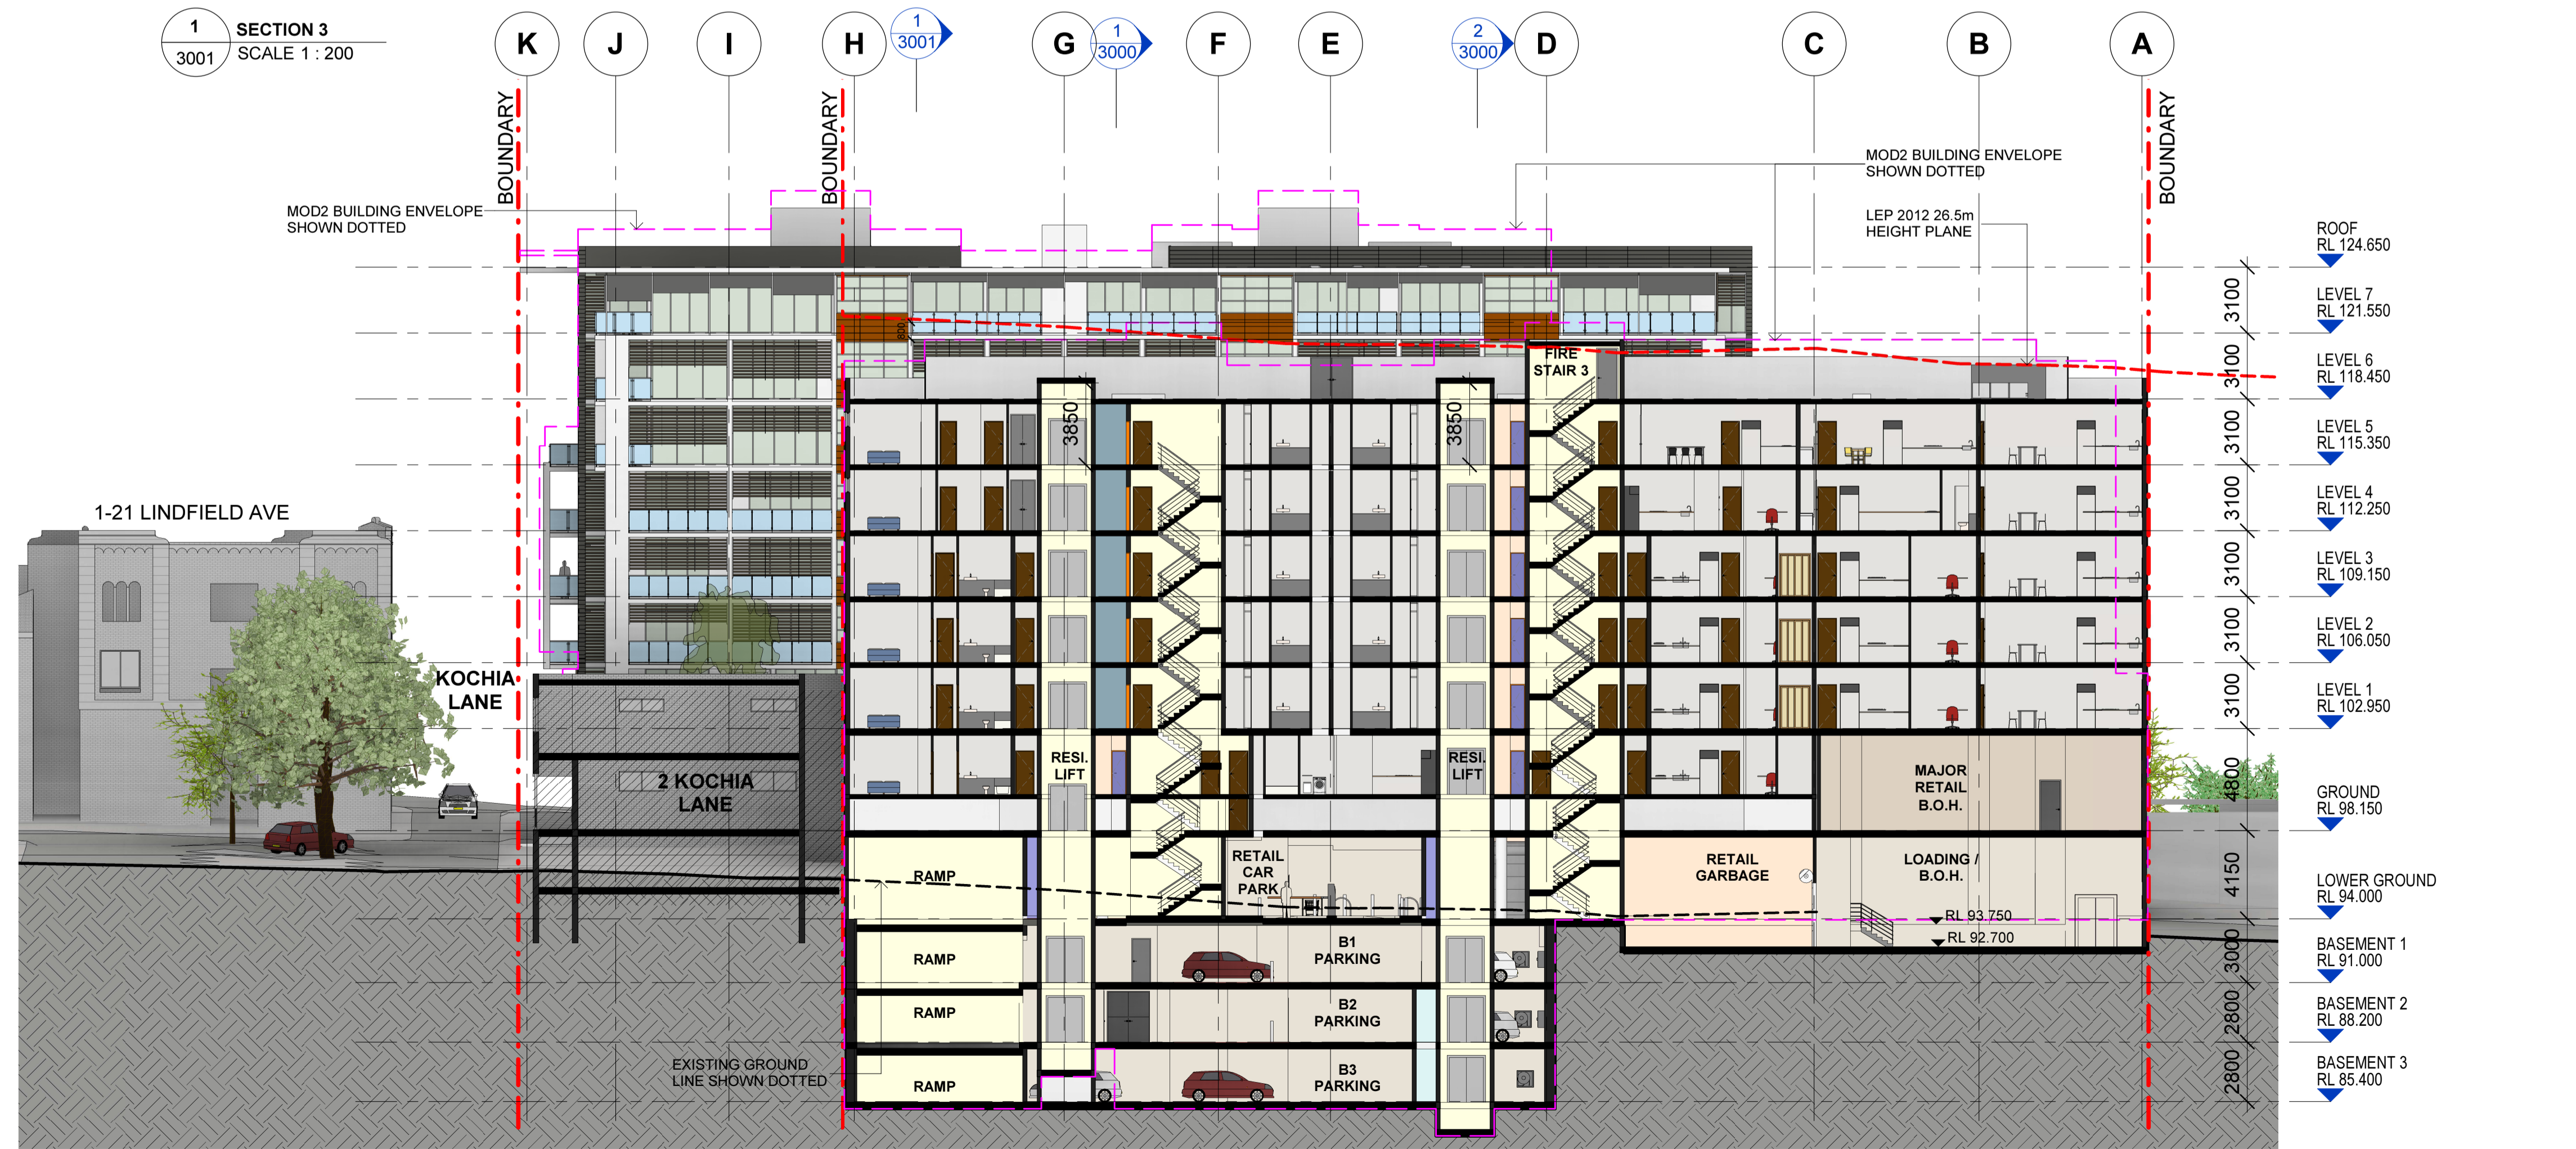 1
3001
SECTION 3
SCALE 1 : 200
K
J
I
H
1
3001
G
1
3000
F
E
2
3000
D
C
B
A
BOUNDARY
BOUNDARY
BOUNDARY
MOD2 BUILDING ENVELOPE
SHOWN DOTTED
MOD2 BUILDING ENVELOPE
SHOWN DOTTED
LEP 2012 26.5m
HEIGHT PLANE
ROOF
RL 124.650
3100
LEVEL 7
RL 121.550
800
3100
LEVEL 6
RL 118.450
FIRE
STAIR 3
3850
3850
3100
LEVEL 5
RL 115.350
3100
LEVEL 4
RL 112.250
1-21 LINDFIELD AVE
3100
LEVEL 3
RL 109.150
3100
LEVEL 2
RL 106.050
KOCHIA
LANE
3100
LEVEL 1
RL 102.950
2 KOCHIA
LANE
RESI.
LIFT
RESI.
LIFT
MAJOR
RETAIL
B.O.H.
4800
GROUND
RL 98.150
RAMP
RETAIL
CAR
PARK
RETAIL
GARBAGE
LOADING /
B.O.H.
4150
LOWER GROUND
RL 94.000
RL 93.750
RL 92.700
RAMP
B1
PARKING
3000
BASEMENT 1
RL 91.000
RAMP
B2
PARKING
2800
BASEMENT 2
RL 88.200
EXISTING GROUND
LINE SHOWN DOTTED
RAMP
B3
PARKING
2800
BASEMENT 3
RL 85.400